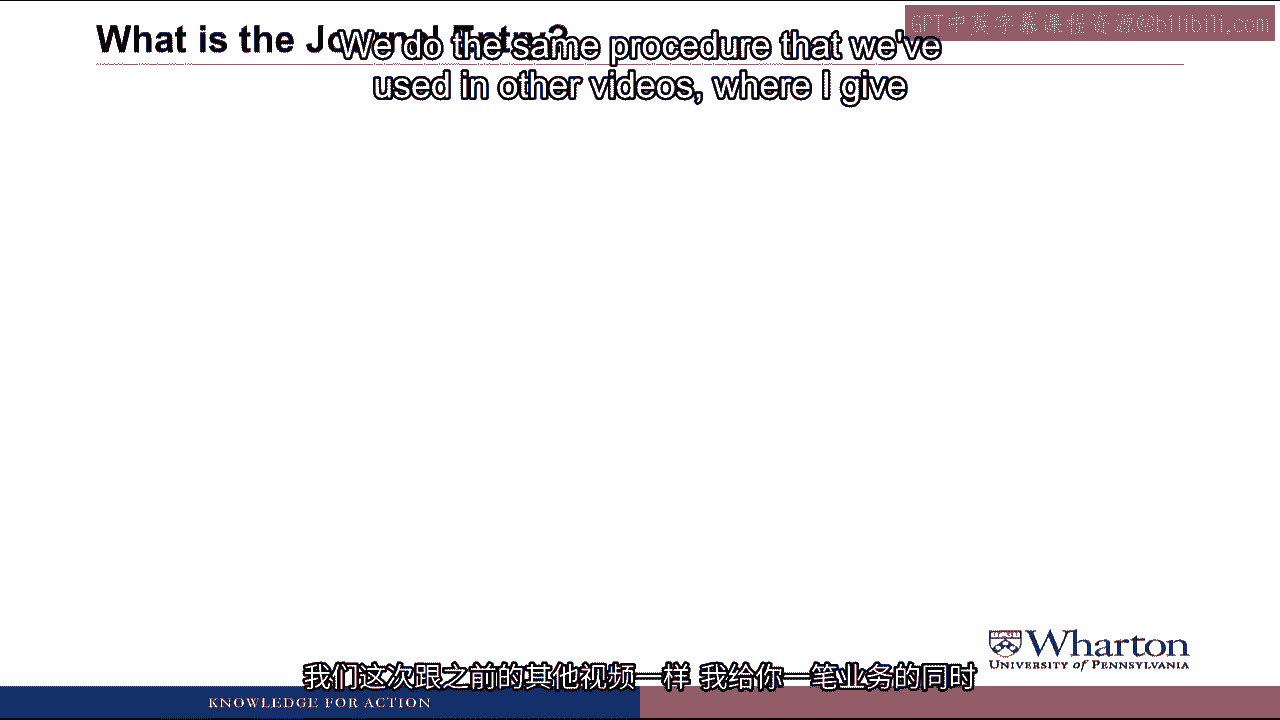 GPT中英字幕课程资源@bilibili.com
What is the Journal Entry?
We do the same procedure that we've
used in other videos, where I give
Wharton
UNIVERSITY of PENNSYLVANIA
我们这次跟之前的其他视频一样 我给你一笔业务的同时
KNOWLEDGE FOR ACTION